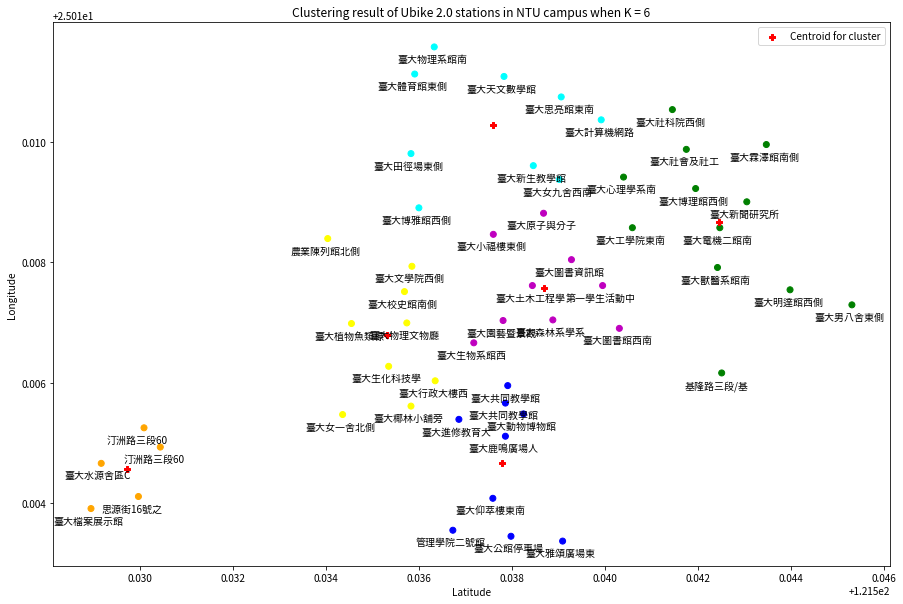 Clustering result of Ubike 2.0 stations in NTU campus when K = 6
+2.501e1
Centroid for cluster
臺大物理系館南
臺大體育館東側
臺大天文數學館
臺大思亮館東南
臺大社科院西側
臺大計算機網路
0.010
臺大社會及社工
臺大霖澤館南側
臺大田徑場東側
臺大新生教學館
臺大女九舍西南
臺大心理學系南
臺大博理館西側
臺大新聞研究所
臺大博雅館西側
臺大原子與分子
臺大小福樓東側
臺大工學院東南
臺大電機二館南
農業陳列館北側
0.008
臺大文學院西側
臺大圖書資訊館
臺大獸醫系館南
臺大校史館南側
臺大土木工程學
第一學生活動中
臺大明達館西側
臺大男八舍東側
臺大植物魚類標
臺大物理文物廳
臺大園藝暨景觀
臺大森林系學系
臺大圖書館西南
臺大生物系館西
0.006
臺大生化科技學
基隆路三段/基
臺大行政大樓西
臺大共同教學館
臺大椰林小舖旁
臺大共同教學館
臺大女一舍北側
臺大進修教育大
臺大動物博物館
汀洲路三段60
臺大鹿鳴廣場人
汀洲路三段60
臺大水源舍區C
0.004
思源街16號之
臺大檔案展示館
臺大仰萃樓東南
管理學院二號館
臺大公館停車場
臺大雅頌廣場東
Longitude
0.030 0.032 0.034 0.036 0.038 0.040 0.042 0.044 0.046
+1.215e2
Latitude